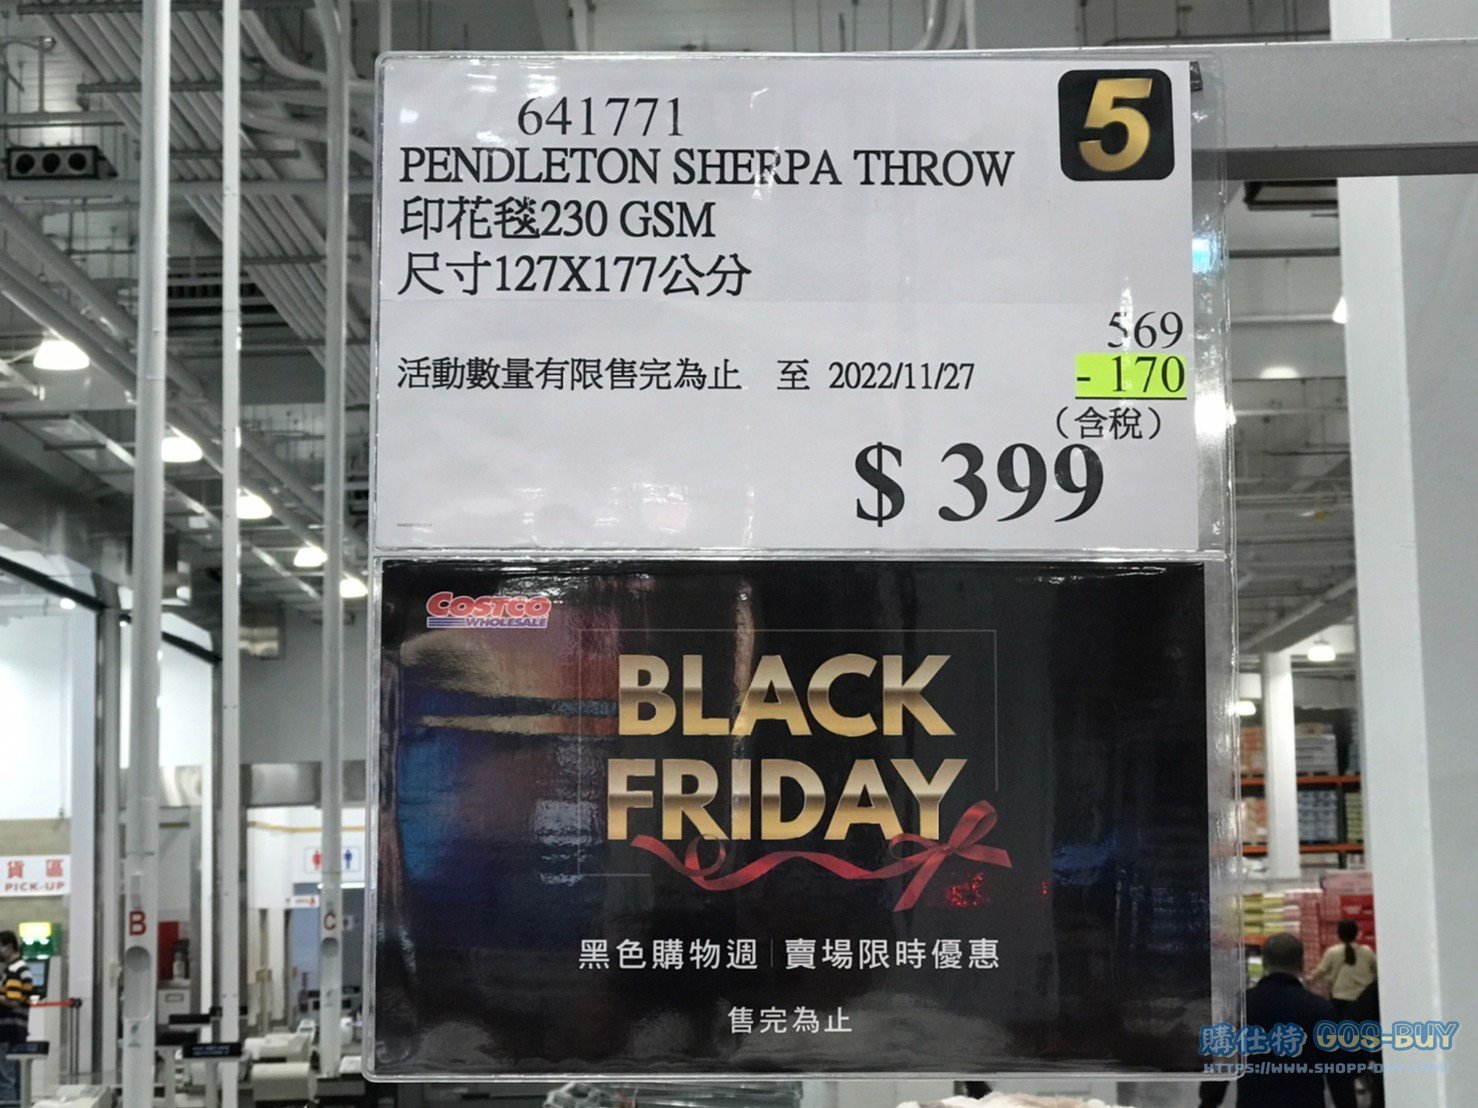 5
641771
PENDLETON SHERPA THROW
印花毯230 GSM
尺寸127X177公分
569
活動數量有限售完為止 至 2022/11/27
- 170
（含稅）
$ 399
COSTCO
WHOLESALE
BLACK
FRIDAY
黑色購物週 | 賣場限時優惠
售完為止
貨區
PICK-UP
B
C
購仕特 GOS-BUY